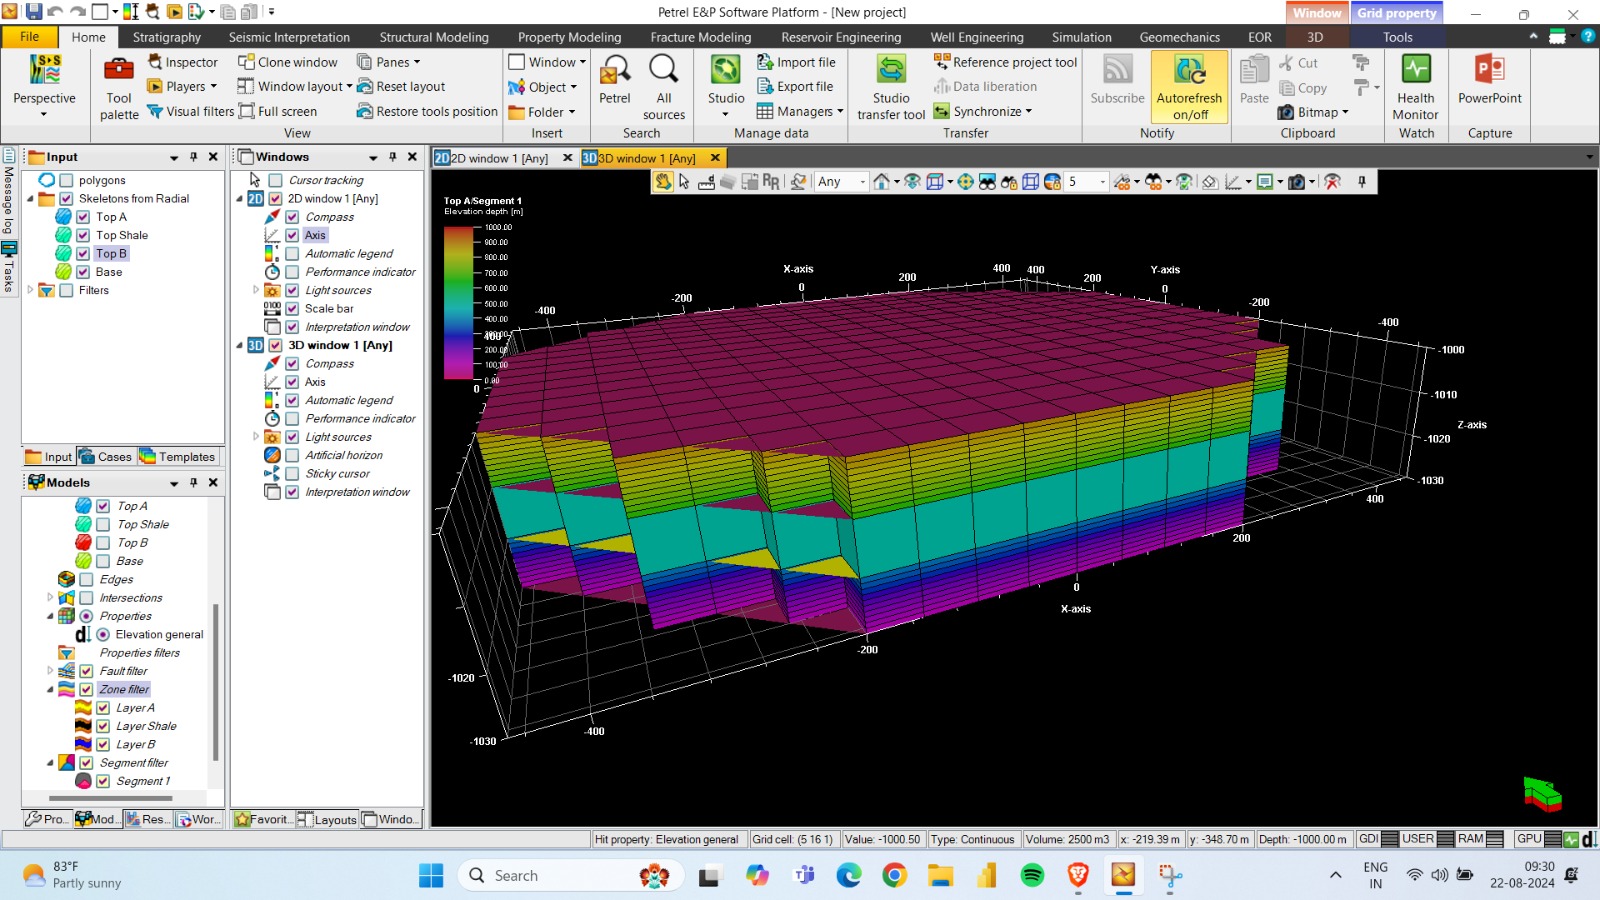 Petrel E&P Software Platform - [New project]
Window
Grid property
File
Home
Stratigraphy
Seismic Interpretation
Structural Modeling
Property Modeling
Fracture Modeling
Reservoir Engineering
Well Engineering
Simulation
Geomechanics
EOR
3D
Tools
Perspective
Tool palette
Inspector
Players
Visual filters
Clone window
Window layout
Full screen
Panes
Reset layout
Restore tools position
View
Window
Object
Folder
Insert
Petrel
All sources
Search
Studio
Import file
Export file
Managers
Manage data
Studio transfer tool
Reference project tool
Data liberation
Synchronize
Transfer
Subscribe
Autorefresh on/off
Notify
Paste
Cut
Copy
Bitmap
Clipboard
Health Monitor
Watch
PowerPoint
Capture
Message log
Tasks
Input
polygons
Skeletons from Radial
Top A
Top Shale
Top B
Base
Filters
Input
Cases
Templates
Models
Top A
Top Shale
Top B
Base
Edges
Intersections
Properties
Elevation general
Properties filters
Fault filter
Zone filter
Layer A
Layer Shale
Layer B
Segment filter
Segment 1
Pro...
Mod...
Res...
Wor...
Windows
Cursor tracking
2D 2D window 1 [Any]
Compass
Axis
Automatic legend
Performance indicator
Light sources
Scale bar
Interpretation window
3D 3D window 1 [Any]
Compass
Axis
Automatic legend
Performance indicator
Light sources
Artificial horizon
Sticky cursor
Interpretation window
Favorit...
Layouts
Windo...
2D 2D window 1 [Any]
3D 3D window 1 [Any]
Any
5
Top A/Segment 1
Elevation depth [m]
1000.00
900.00
800.00
700.00
600.00
500.00
400.00
300.00
200.00
100.00
0.00
X-axis
-400
-200
0
200
400
400
200
Y-axis
0
-200
-400
-1000
-1010
-1020
-1030
Z-axis
400
0
400
200
0
X-axis
-200
-400
-1020
-1030
Hit property: Elevation general
Grid cell: (5 16 1)
Value: -1000.50
Type: Continuous
Volume: 2500 m3
x: -219.39 m
y: -348.70 m
Depth: -1000.00 m
GDI
USER
RAM
GPU
83°F
Partly sunny
Search
ENG
IN
09:30
22-08-2024